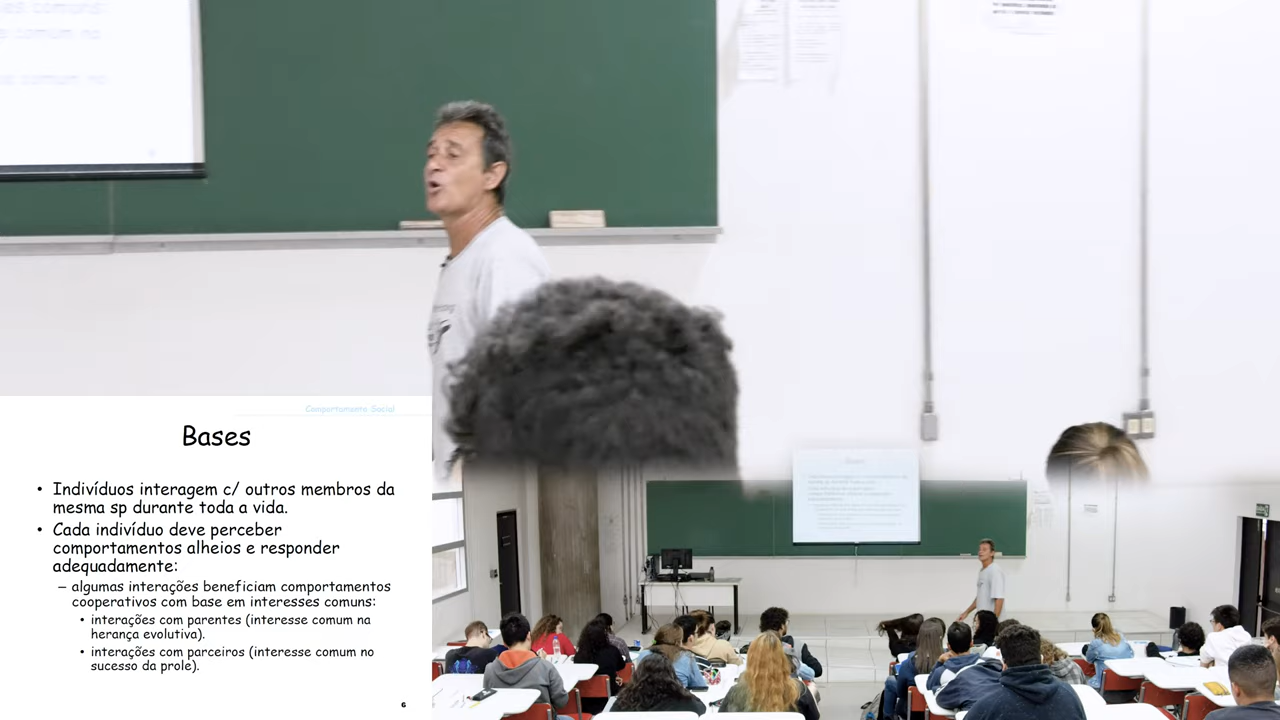 Comportamento Social
Bases
• Indivíduos interagem c/ outros membros da
mesma sp durante toda a vida.
• Cada indivíduo deve perceber
comportamentos alheios e responder
adequadamente:
– algumas interações beneficiam comportamentos
cooperativos com base em interesses comuns:
• interações com parentes (interesse comum na
herança evolutiva).
• interações com parceiros (interesse comum no
sucesso da prole).
6